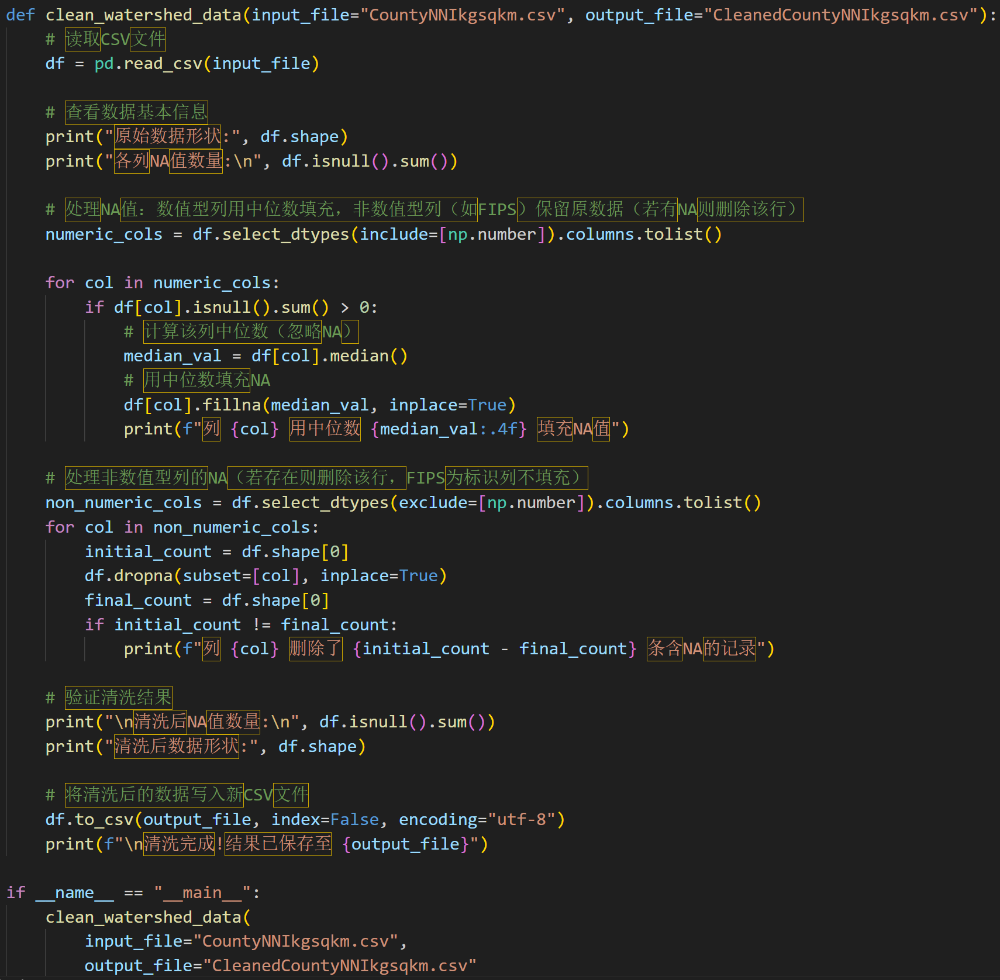 def clean_watershed_data(input_file="CountyNNIkgsqkm.csv", output_file="CleanedCountyNNIkgsqkm.csv"):
    # 读取CSV文件
    df = pd.read_csv(input_file)

    # 查看数据基本信息
    print("原始数据形状:", df.shape)
    print("各列NA值数量:\n", df.isnull().sum())

    # 处理NA值：数值型列用中位数填充，非数值型列（如FIPS）保留原数据（若有NA则删除该行）
    numeric_cols = df.select_dtypes(include=[np.number]).columns.tolist()

    for col in numeric_cols:
        if df[col].isnull().sum() > 0:
            # 计算该列中位数（忽略NA）
            median_val = df[col].median()
            # 用中位数填充NA
            df[col].fillna(median_val, inplace=True)
            print(f"列 {col} 用中位数 {median_val:.4f} 填充NA值")

    # 处理非数值型列的NA（若存在则删除该行，FIPS为标识列不填充）
    non_numeric_cols = df.select_dtypes(exclude=[np.number]).columns.tolist()
    for col in non_numeric_cols:
        initial_count = df.shape[0]
        df.dropna(subset=[col], inplace=True)
        final_count = df.shape[0]
        if initial_count != final_count:
            print(f"列 {col} 删除了 {initial_count - final_count} 条含NA的记录")

    # 验证清洗结果
    print("\n清洗后NA值数量:\n", df.isnull().sum())
    print("清洗后数据形状:", df.shape)

    # 将清洗后的数据写入新CSV文件
    df.to_csv(output_file, index=False, encoding="utf-8")
    print(f"\n清洗完成!结果已保存至 {output_file}")

if __name__ == "__main__":
    clean_watershed_data(
        input_file="CountyNNIkgsqkm.csv",
        output_file="CleanedCountyNNIkgsqkm.csv"